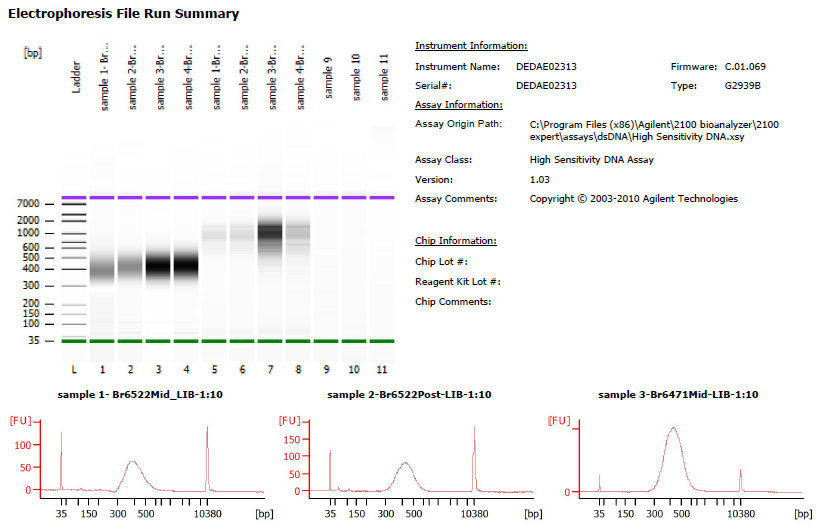 Electrophoresis File Run Summary
[bp]
Ladder
sample 1- Br...
sample 2-Br...
sample 3-Br...
sample 4-Br...
sample 1-Br...
sample 2-Br...
sample 3-Br...
sample 4-Br...
sample 9
sample 10
sample 11
7000
2000
1000
600
500
400
300
200
150
100
35
L 1 2 3 4 5 6 7 8 9 10 11
Instrument Information:
Instrument Name: DEDAE02313 Firmware: C.01.069
Serial#: DEDAE02313 Type: G2939B
Assay Information:
Assay Origin Path: C:\Program Files (x86)\Agilent\2100 bioanalyzer\2100
expert\assays\dsDNA\High Sensitivity DNA.xsy
Assay Class: High Sensitivity DNA Assay
Version: 1.03
Assay Comments: Copyright © 2003-2010 Agilent Technologies
Chip Information:
Chip Lot #:
Reagent Kit Lot #:
Chip Comments:
sample 1- Br6522Mid_LIB-1:10
[FU]
100
50
0
35 150 300 500 10380 [bp]
sample 2-Br6522Post-LIB-1:10
[FU]
150
100
50
0
35 150 300 500 10380 [bp]
sample 3-Br6471Mid-LIB-1:10
[FU]
0
35 150 300 500 10380 [bp]